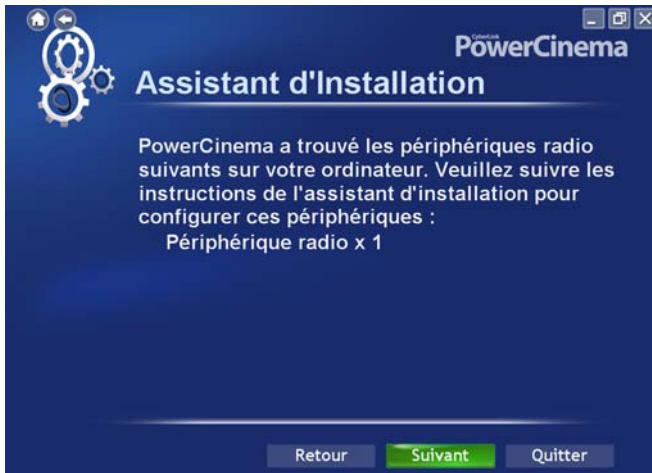 CyberLink
PowerCinema
Assistant d'Installation
PowerCinema a trouvé les périphériques radio
suivants sur votre ordinateur. Veuillez suivre les
instructions de l'assistant d'installation pour
configurer ces périphériques :
Périphérique radio x 1
Retour Suivant Quitter